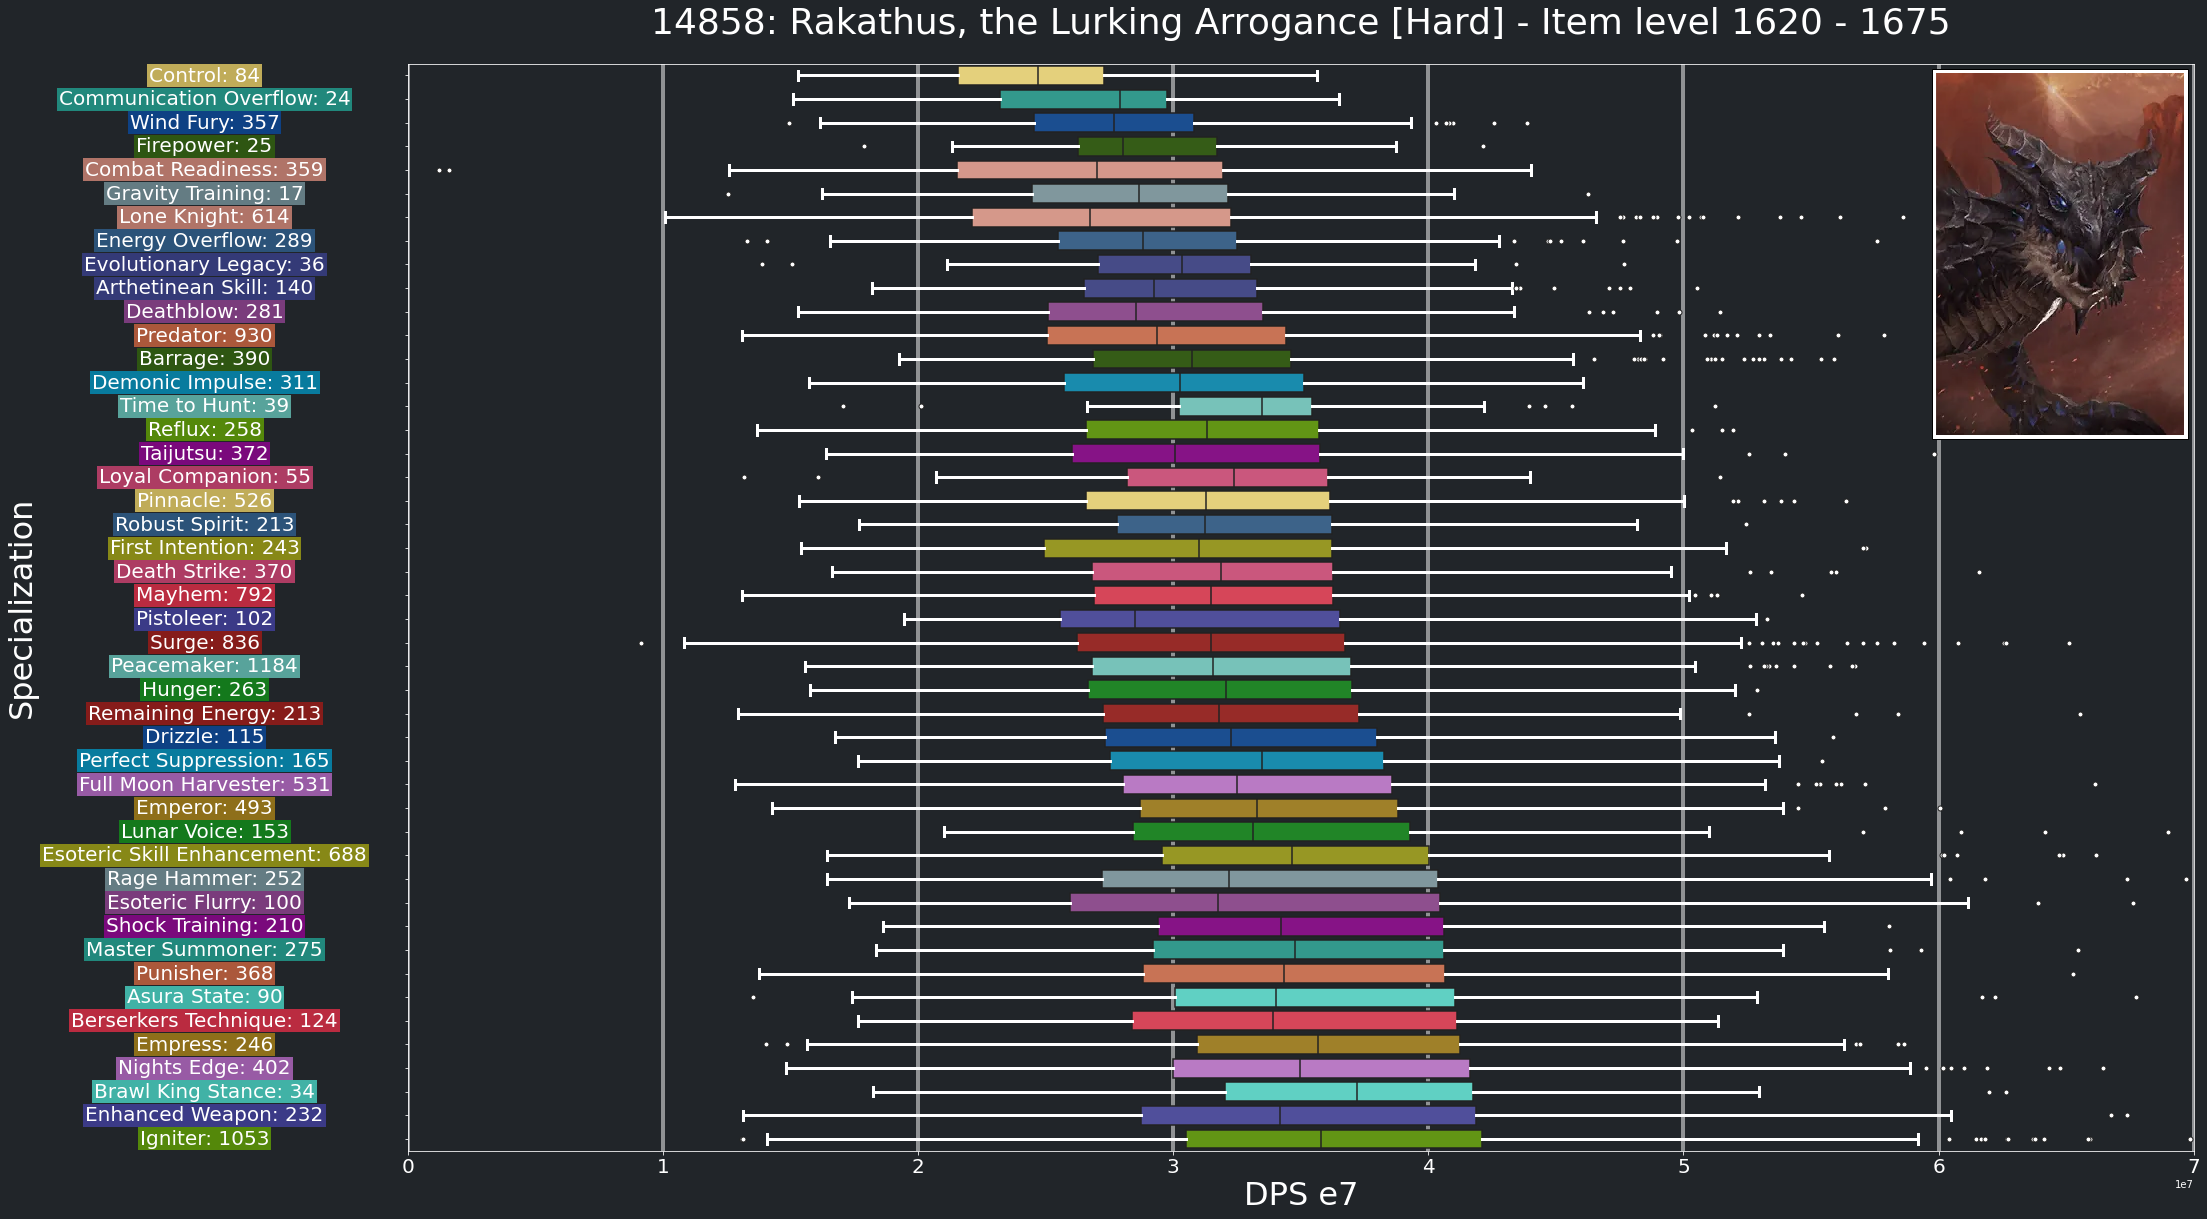 14858: Rakathus, the Lurking Arrogance [Hard] - Item level 1620 - 1675
Control: 84
Communication Overflow: 24
Wind Fury: 357
Firepower: 25
Combat Readiness: 359
Gravity Training: 17
Lone Knight: 614
Energy Overflow: 289
Evolutionary Legacy: 36
Arthetinean Skill: 140
Deathblow: 281
Predator: 930
Barrage: 390
Demonic Impulse: 311
Time to Hunt: 39
Reflux: 258
Taijutsu: 372
Loyal Companion: 55
Pinnacle: 526
Robust Spirit: 213
First Intention: 243
Death Strike: 370
Mayhem: 792
Pistoleer: 102
Surge: 836
Peacemaker: 1184
Hunger: 263
Remaining Energy: 213
Drizzle: 115
Perfect Suppression: 165
Full Moon Harvester: 531
Emperor: 493
Lunar Voice: 153
Esoteric Skill Enhancement: 688
Rage Hammer: 252
Esoteric Flurry: 100
Shock Training: 210
Master Summoner: 275
Punisher: 368
Asura State: 90
Berserkers Technique: 124
Empress: 246
Nights Edge: 402
Brawl King Stance: 34
Enhanced Weapon: 232
Igniter: 1053
Specialization
0 1 2 3 4 5 6 7
DPS e7
1e7